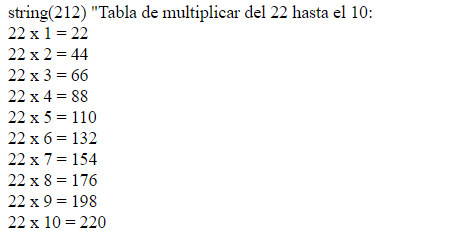 string(212) "Tabla de multiplicar del 22 hasta el 10:
22 x 1 = 22
22 x 2 = 44
22 x 3 = 66
22 x 4 = 88
22 x 5 = 110
22 x 6 = 132
22 x 7 = 154
22 x 8 = 176
22 x 9 = 198
22 x 10 = 220